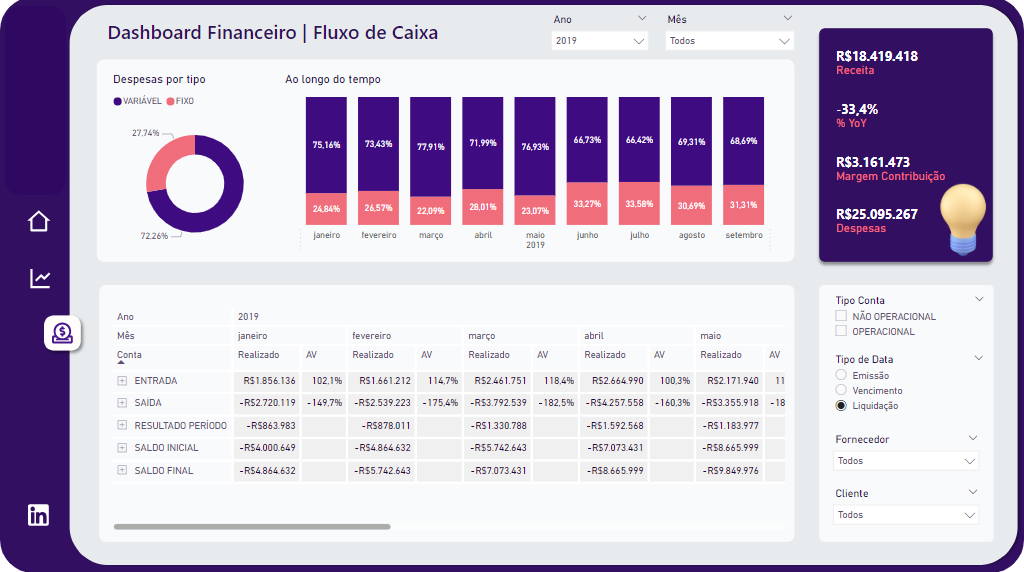 Dashboard Financeiro | Fluxo de Caixa
Ano
2019
Mês
Todos
Despesas por tipo
VARIÁVEL FIXO
27,74%
72,26%
Ao longo do tempo
75,16% 73,43% 77,91% 71,99% 76,93% 66,73% 66,42% 69,31% 68,69%
24,84% 26,57% 22,09% 28,01% 23,07% 33,27% 33,58% 30,69% 31,31%
janeiro fevereiro março abril maio junho julho agosto setembro
2019
R$18.419.418
Receita
-33,4%
% YoY
R$3.161.473
Margem Contribuição
R$25.095.267
Despesas
Ano 2019
Mês janeiro fevereiro março abril maio
Conta Realizado AV Realizado AV Realizado AV Realizado AV Realizado AV
ENTRADA R$1.856.136 102,1% R$1.661.212 114,7% R$2.461.751 118,4% R$2.664.990 100,3% R$2.171.940 11
SAÍDA -R$2.720.119 -149,7% -R$2.539.223 -175,4% -R$3.792.539 -182,5% -R$4.257.558 -160,3% -R$3.355.918 -18
RESULTADO PERÍODO -R$863.983 -R$878.011 -R$1.330.788 -R$1.592.568 -R$1.183.977
SALDO INICIAL -R$4.000.649 -R$4.864.632 -R$5.742.643 -R$7.073.431 -R$8.665.999
SALDO FINAL -R$4.864.632 -R$5.742.643 -R$7.073.431 -R$8.665.999 -R$9.849.976
Tipo Conta
NÃO OPERACIONAL
OPERACIONAL
Tipo de Data
Emissão
Vencimento
Liquidação
Fornecedor
Todos
Cliente
Todos
in